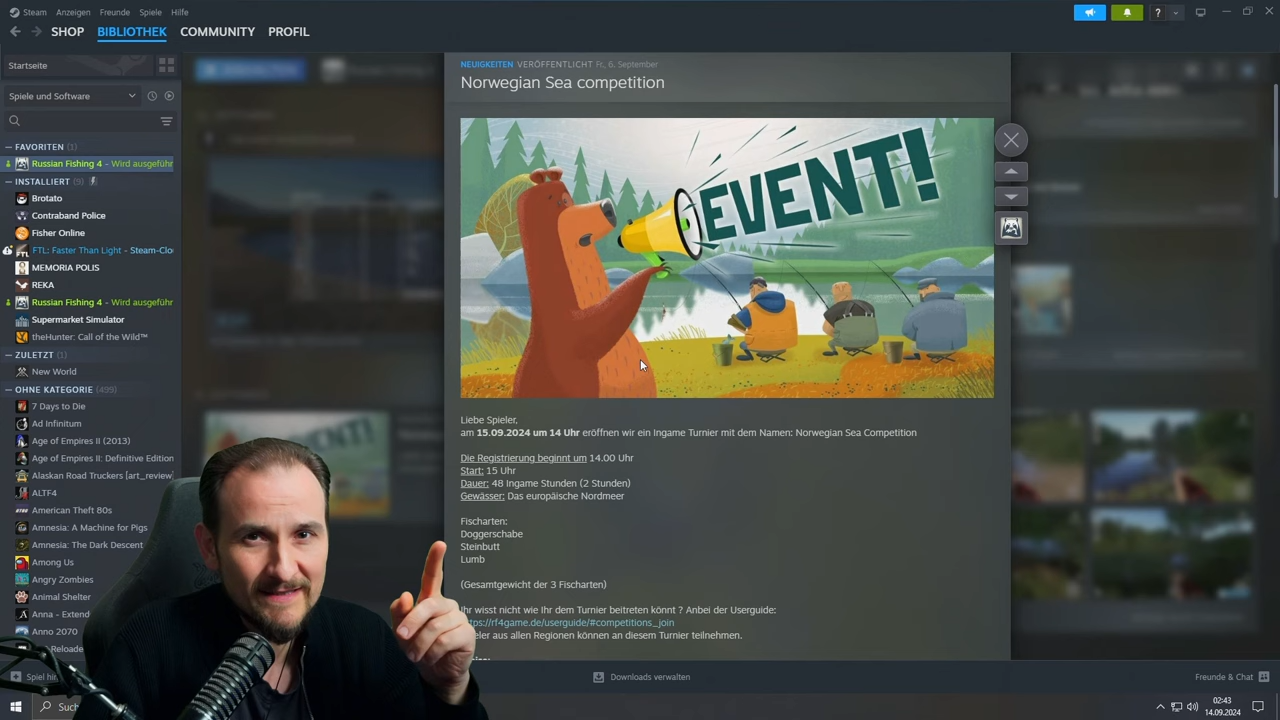 Steam Anzeigen Freunde Spiele Hilfe
SHOP BIBLIOTHEK COMMUNITY PROFIL
Startseite
Spiele und Software
FAVORITEN (1)
Russian Fishing 4 – Wird ausgeführ
INSTALLIERT (9)
Brotato
Contraband Police
Fisher Online
FTL: Faster Than Light - Steam-Clo
MEMORIA POLIS
REKA
Russian Fishing 4 – Wird ausgeführ
Supermarket Simulator
theHunter: Call of the Wild™
ZULETZT (1)
New World
OHNE KATEGORIE (499)
7 Days to Die
Ad Infinitum
Age of Empires II (2013)
Age of Empires II: Definitive Edition
Alaskan Road Truckers [art_review]
ALTF4
American Theft 80s
Amnesia: A Machine for Pigs
Amnesia: The Dark Descent
Among Us
Angry Zombies
Animal Shelter
Anna - Extend
Anno 2070
Reloade
NEUIGKEITEN VERÖFFENTLICHT Fr., 6. September
Norwegian Sea competition
EVENT!
Liebe Spieler,
am 15.09.2024 um 14 Uhr eröffnen wir ein Ingame Turnier mit dem Namen: Norwegian Sea Competition
Die Registrierung beginnt um 14.00 Uhr
Start: 15 Uhr
Dauer: 48 Ingame Stunden (2 Stunden)
Gewässer: Das europäische Nordmeer
Fischarten:
Doggerschabe
Steinbutt
Lumb
(Gesamtgewicht der 3 Fischarten)
Ihr wisst nicht wie Ihr dem Turnier beitreten könnt ? Anbei der Userguide:
ttps://rf4game.de/userguide/#competitions_join
ieler aus allen Regionen können an diesem Turnier teilnehmen.
Spiel hin
Downloads verwalten
Freunde & Chat
Such
02:43
14.09.2024